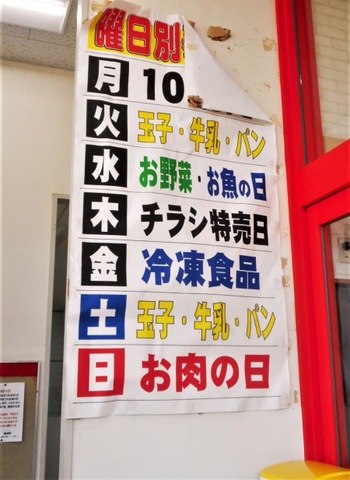 曜日別
月 10
火 玉子・牛乳・パン
水 お野菜・お魚の日
木 チラシ特売日
金 冷凍食品
土 玉子・牛乳・パン
日 お肉の日